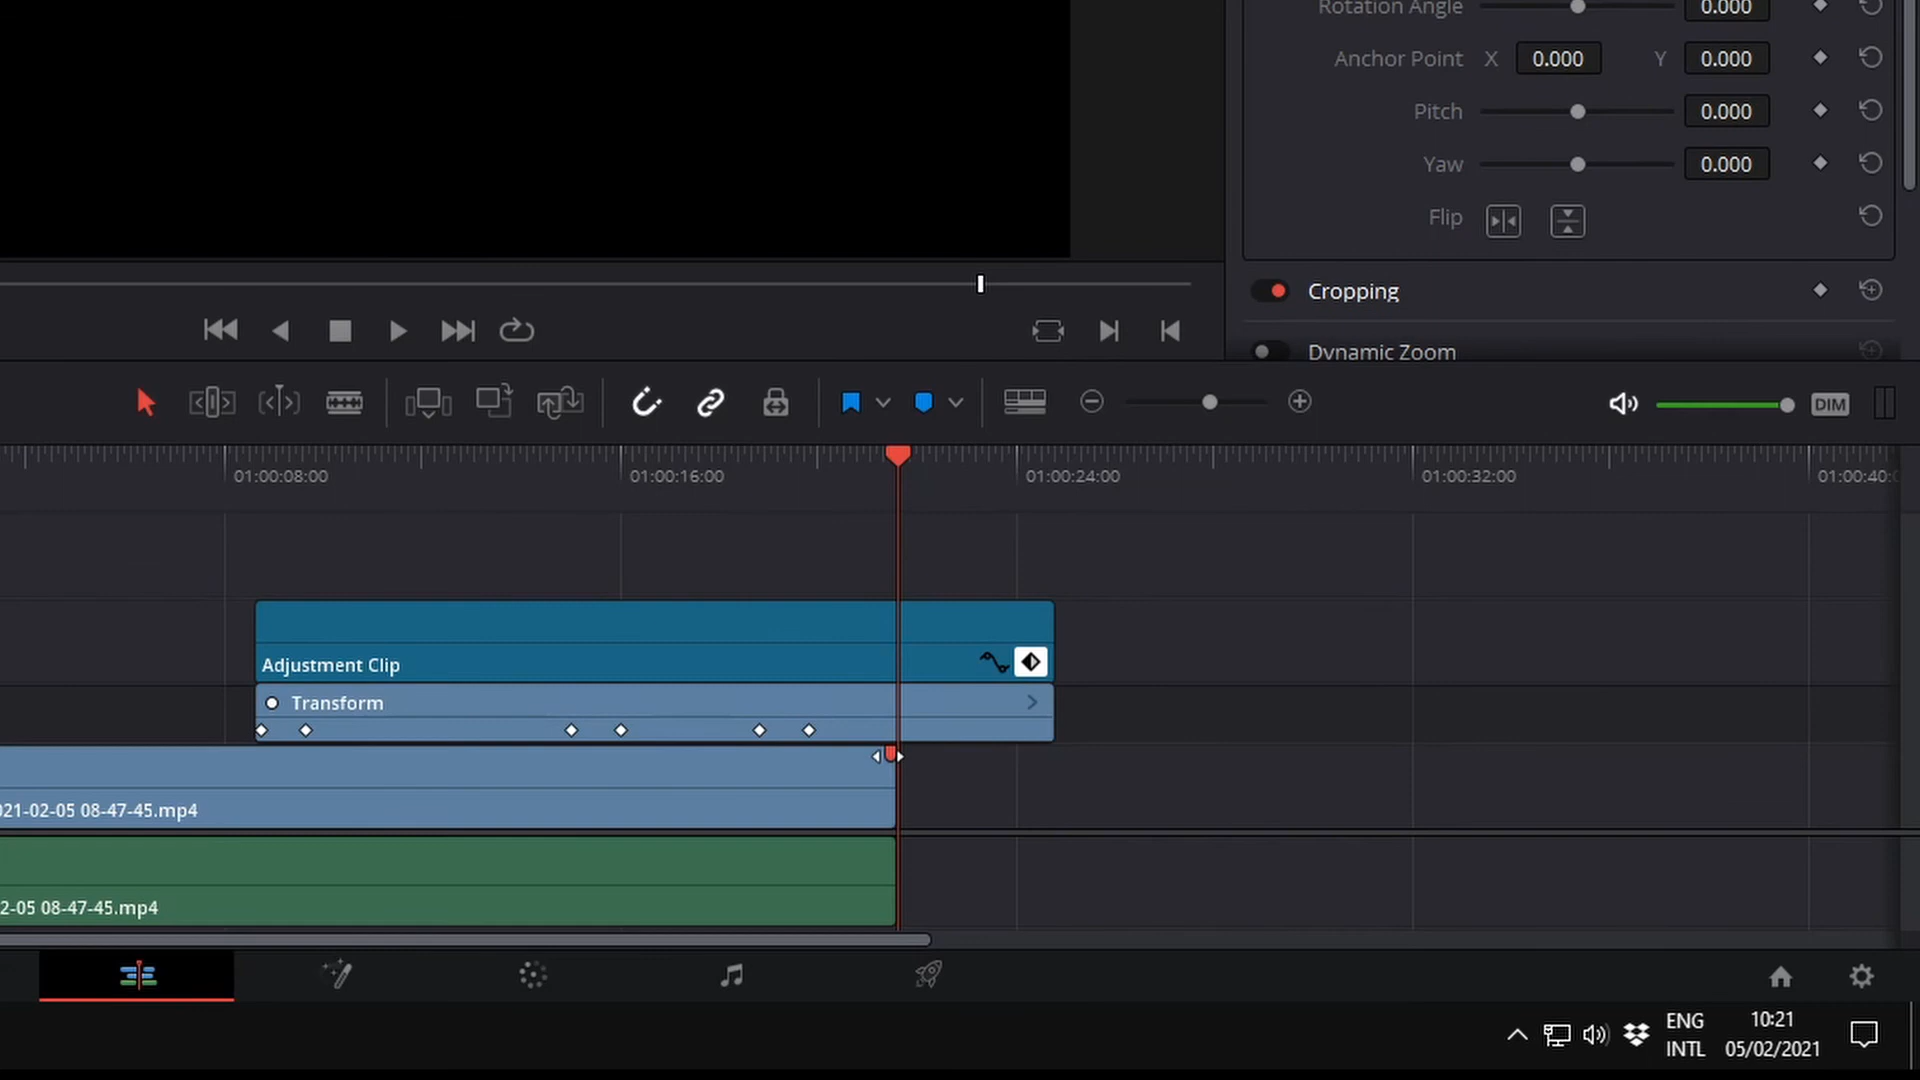 Rotation Angle 0.000
Anchor Point X 0.000 Y 0.000
Pitch 0.000
Yaw 0.000
Flip
Cropping
Dynamic Zoom
DIM
01:00:08:00 01:00:16:00 01:00:24:00 01:00:32:00 01:00:40:0
Adjustment Clip
Transform
021-02-05 08-47-45.mp4
2-05 08-47-45.mp4
ENG 10:21
INTL 05/02/2021